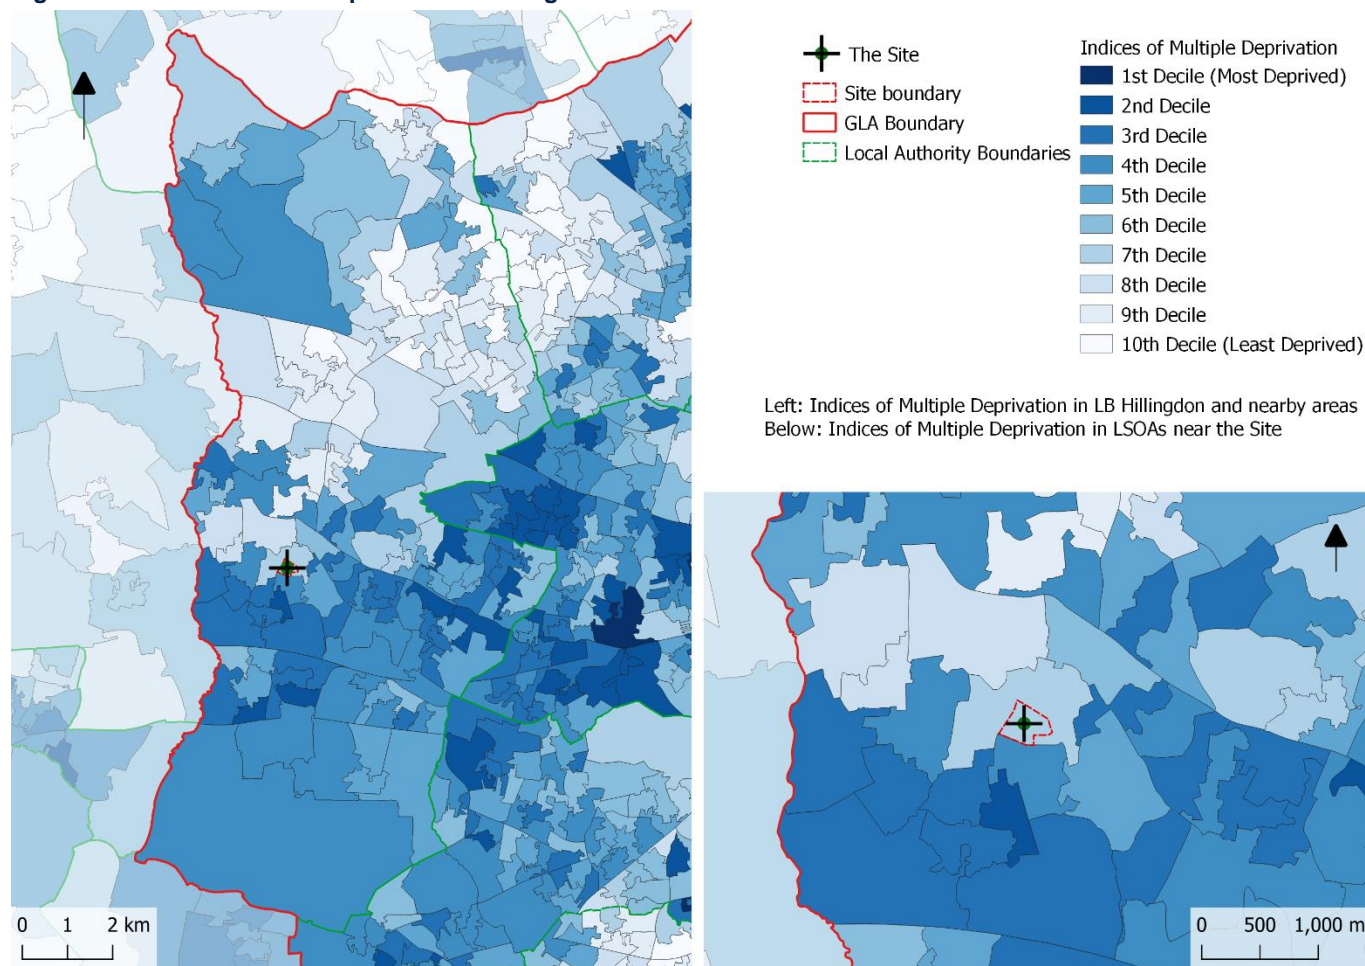 The Site
Site boundary
GLA Boundary
Local Authority Boundaries
Indices of Multiple Deprivation
1st Decile (Most Deprived)
2nd Decile
3rd Decile
4th Decile
5th Decile
6th Decile
7th Decile
8th Decile
9th Decile
10th Decile (Least Deprived)
Left: Indices of Multiple Deprivation in LB Hillingdon and nearby areas
Below: Indices of Multiple Deprivation in LSOAs near the Site
0 1 2 km
0 500 1,000 m